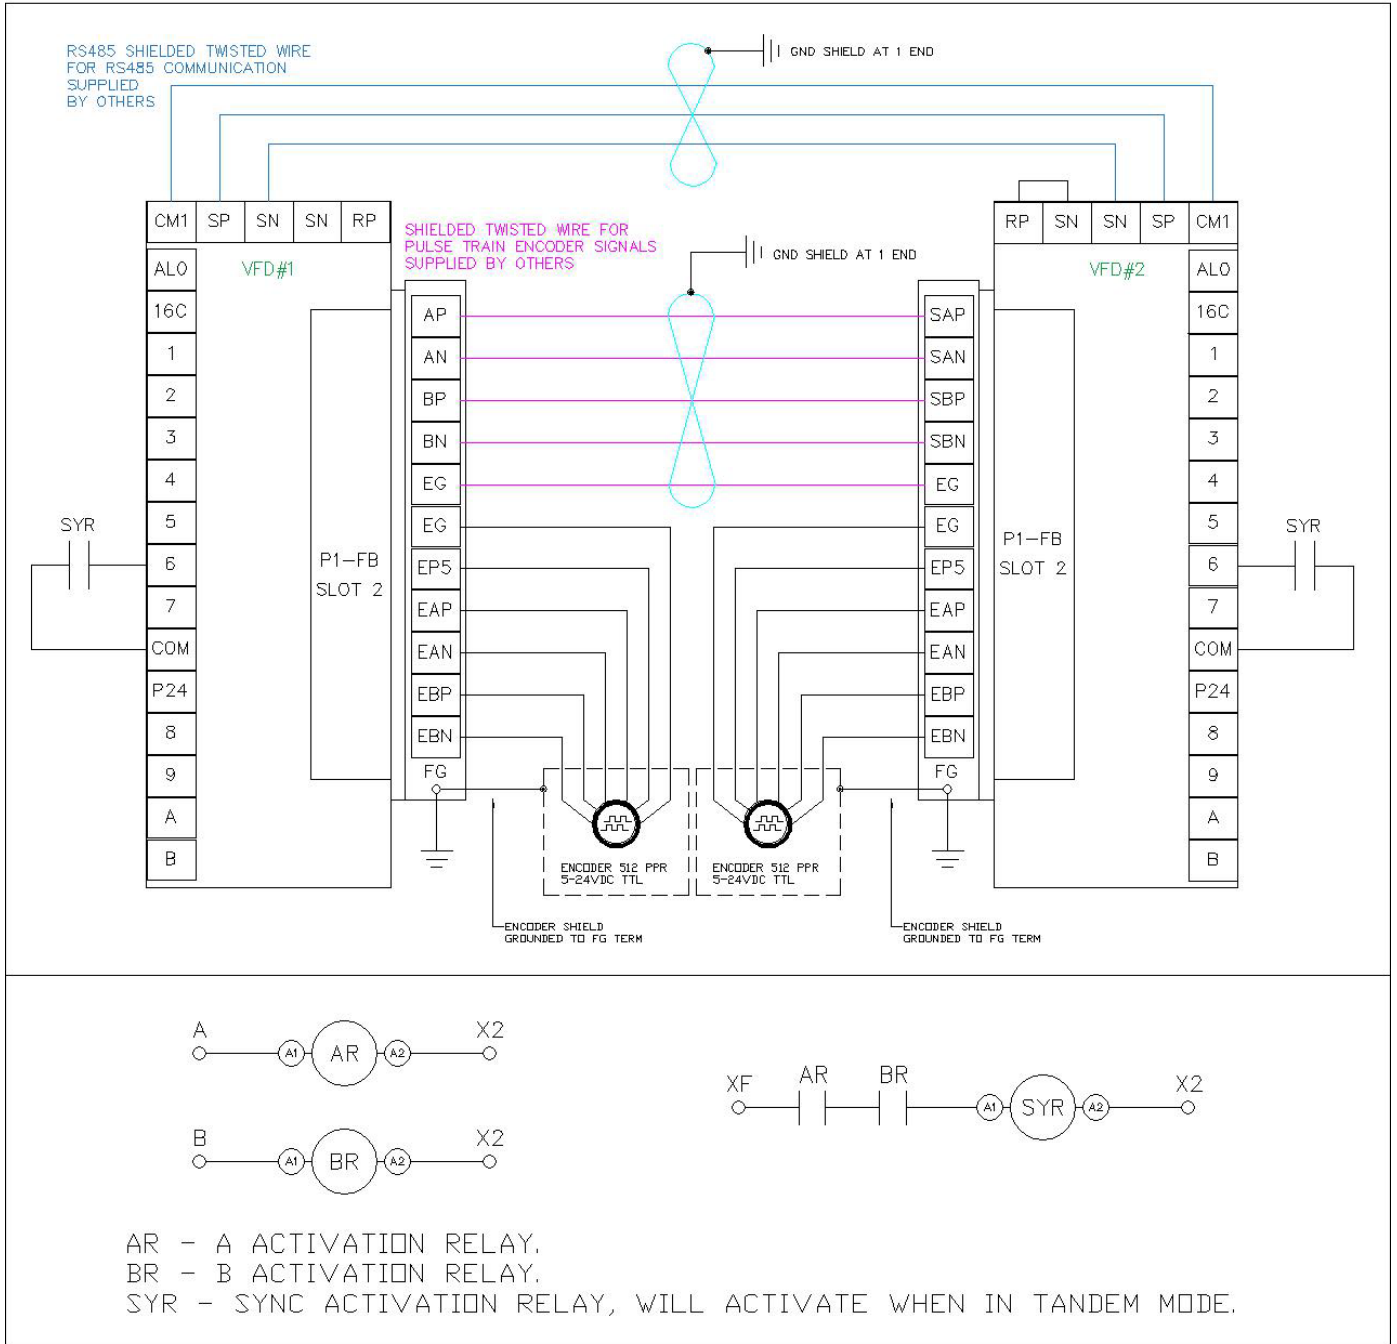 RS485 SHIELDED TWISTED WIRE
FOR RS485 COMMUNICATION
SUPPLIED
BY OTHERS
GND SHIELD AT 1 END
CM1 SP SN SN RP
RP SN SN SP CM1
SHIELDED TWISTED WIRE FOR
PULSE TRAIN ENCODER SIGNALS
SUPPLIED BY OTHERS
GND SHIELD AT 1 END
VFD#1
VFD#2
AL0
16C
1
2
3
4
5
6
7
COM
P24
8
9
A
B
SYR
P1-FB
SLOT 2
AP
AN
BP
BN
EG
EG
EP5
EAP
EAN
EBP
EBN
FG
SAP
SAN
SBP
SBN
EG
EG
EP5
EAP
EAN
EBP
EBN
FG
P1-FB
SLOT 2
AL0
16C
1
2
3
4
5
6
7
COM
P24
8
9
A
B
SYR
ENCODER 512 PPR
5-24VDC TTL
ENCODER 512 PPR
5-24VDC TTL
ENCODER SHIELD
GROUNDED TO FG TERM
ENCODER SHIELD
GROUNDED TO FG TERM
A X2
A1 AR A2
B X2
A1 BR A2
XF AR BR X2
A1 SYR A2
AR - A ACTIVATION RELAY.
BR - B ACTIVATION RELAY.
SYR - SYNC ACTIVATION RELAY, WILL ACTIVATE WHEN IN TANDEM MODE.